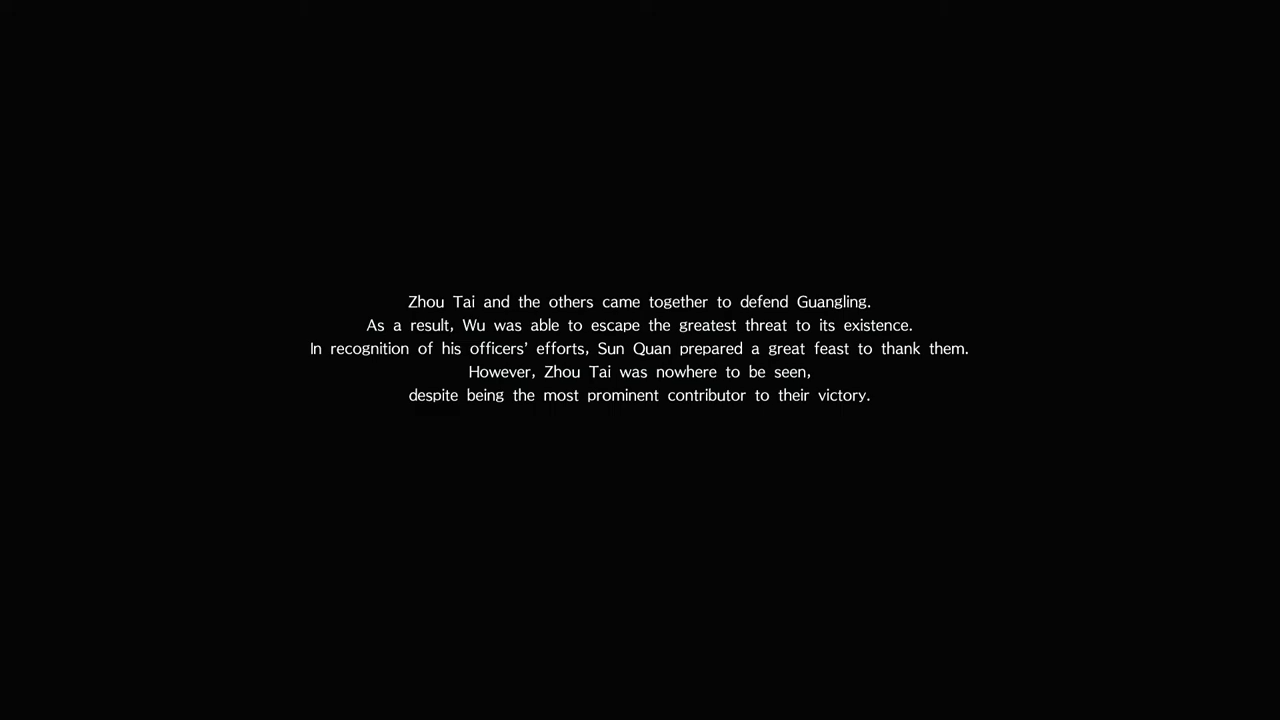 Zhou Tai and the others came together to defend Guangling.
As a result, Wu was able to escape the greatest threat to its existence.
In recognition of his officers’ efforts, Sun Quan prepared a great feast to thank them.
However, Zhou Tai was nowhere to be seen,
despite being the most prominent contributor to their victory.